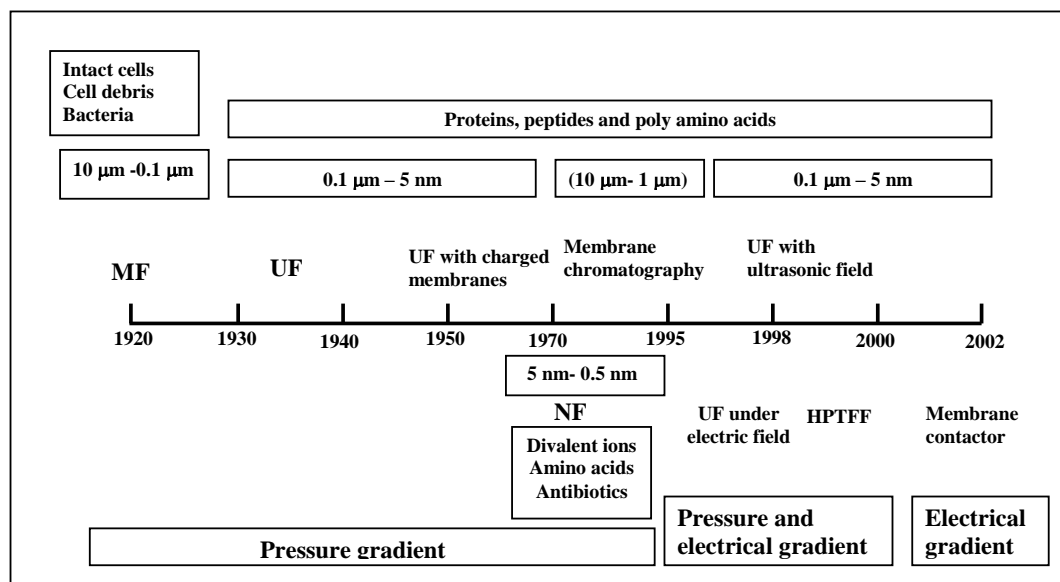 Intact cells
Cell debris
Bacteria
Proteins, peptides and poly amino acids
10 µm -0.1 µm
0.1 µm – 5 nm
(10 µm- 1 µm)
0.1 µm – 5 nm
MF
UF
UF with charged
membranes
Membrane
chromatography
UF with
ultrasonic field
1920
1930
1940
1950
1970
1995
1998
2000
2002
5 nm- 0.5 nm
NF
UF under
electric field
HPTFF
Membrane
contactor
Divalent ions
Amino acids
Antibiotics
Pressure gradient
Pressure and
electrical gradient
Electrical
gradient